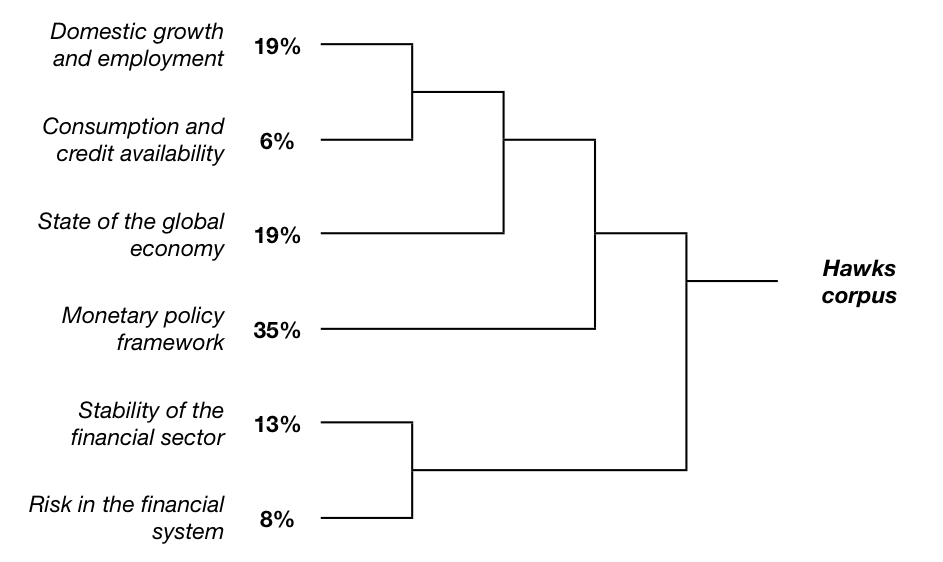 Domestic growth
and employment
19%
Consumption and
credit availability
6%
State of the global
economy
19%
Hawks
corpus
Monetary policy
framework
35%
Stability of the
financial sector
13%
Risk in the financial
system
8%